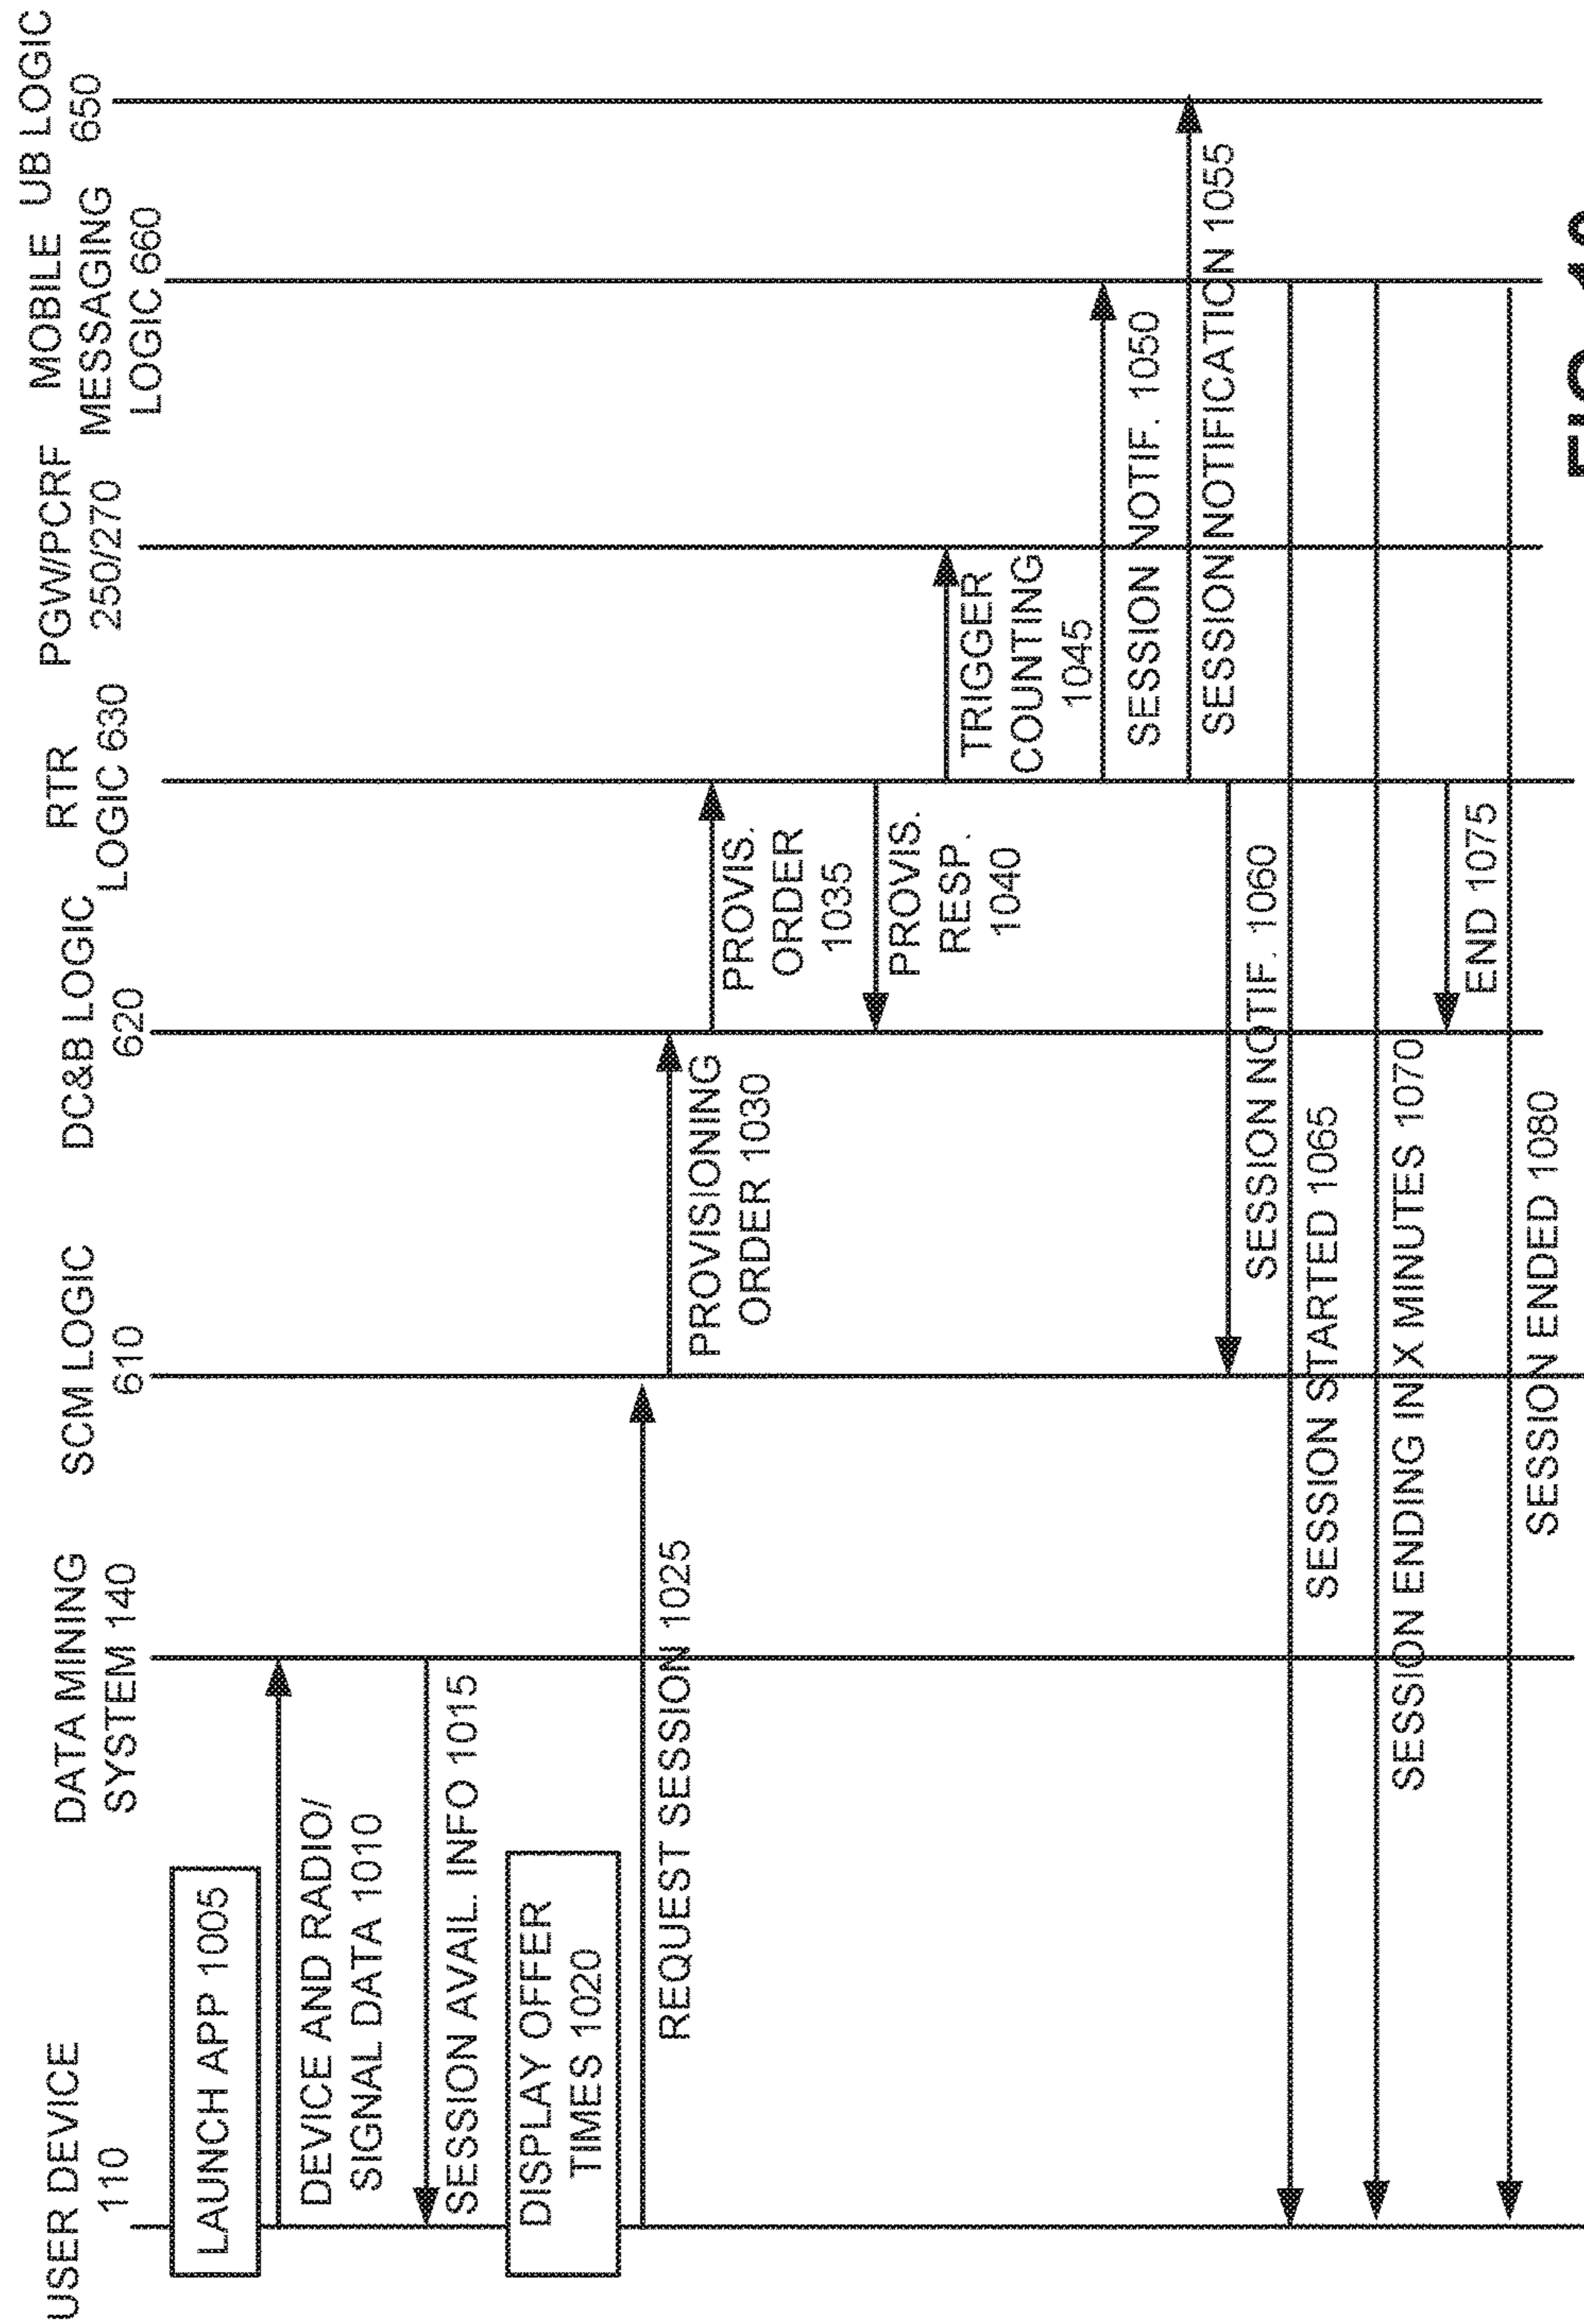 USER DEVICE
110
DATA MINING
SYSTEM 140
SCM LOGIC
610
DC&B LOGIC
620
RTR
LOGIC 630
PGW/PCRF
250/270
MOBILE
MESSAGING
LOGIC 660
UB LOGIC
650
LAUNCH APP 1005
DEVICE AND RADIO/
SIGNAL DATA 1010
SESSION AVAIL. INFO 1015
DISPLAY OFFER
TIMES 1020
REQUEST SESSION 1025
PROVISIONING
ORDER 1030
PROVIS.
ORDER
1035
PROVIS.
RESP.
1040
TRIGGER
COUNTING
1045
SESSION NOTIF. 1050
SESSION NOTIFICATION 1055
SESSION NOTIF. 1060
SESSION STARTED 1065
SESSION ENDING IN X MINUTES 1070
END 1075
SESSION ENDED 1080